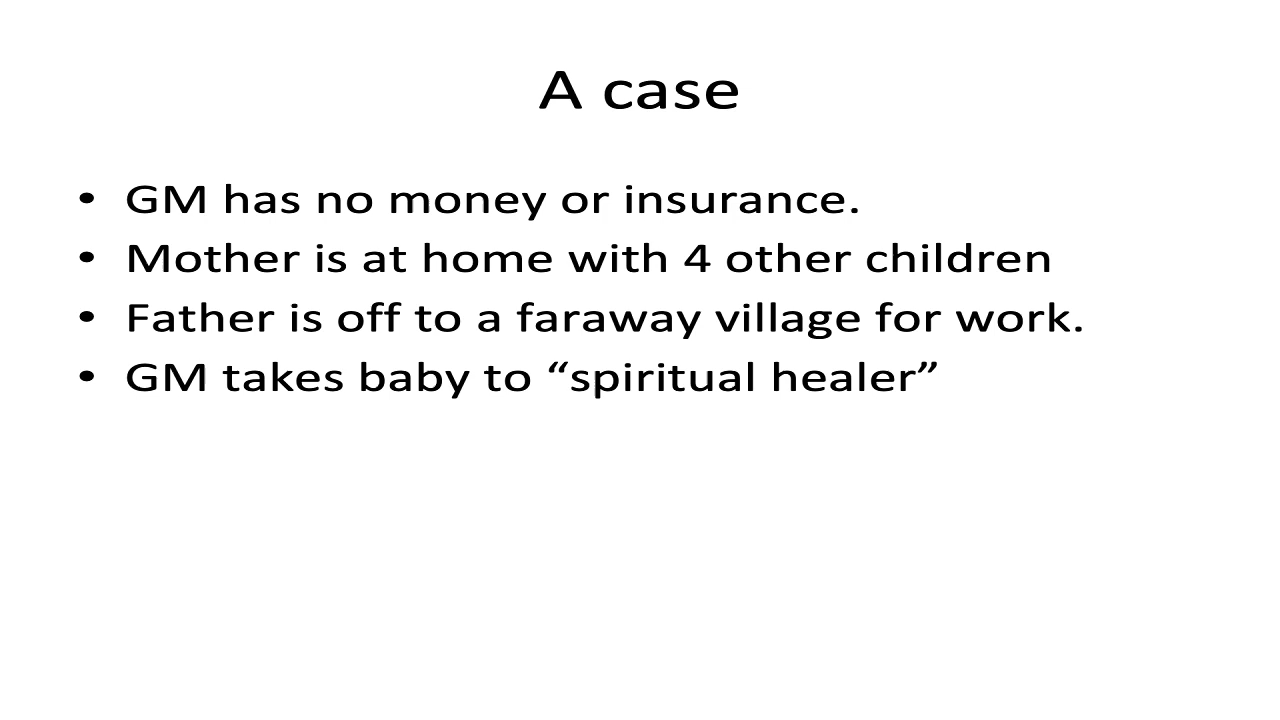 A case
• GM has no money or insurance.
• Mother is at home with 4 other children
• Father is off to a faraway village for work.
• GM takes baby to “spiritual healer”